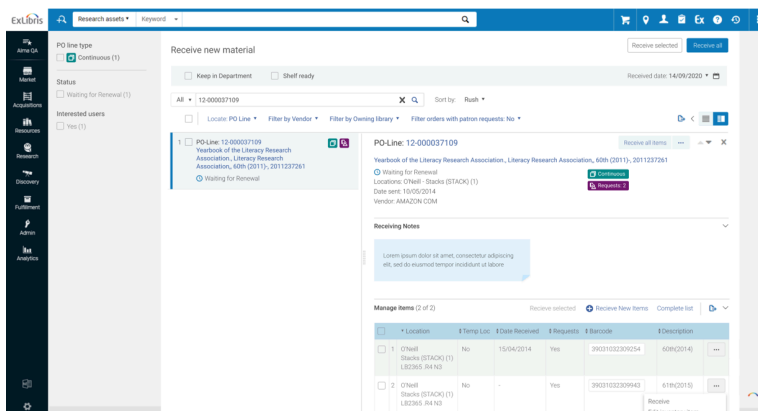 ExLibris
Research assets
Keyword
Alma QA
Market
Acquisitions
Resources
Research
Discovery
Fulfillment
Admin
Analytics
PO line type
Continuous (1)
Status
Waiting for Renewal (1)
Interested users
Yes (1)
Receive new material
Receive selected
Receive all
Keep in Department
Shelf ready
Received date: 14/09/2020
All
12-000037109
Sort by: Rush
Locate: PO Line
Filter by Vendor
Filter by Owning library
Filter orders with patron requests: No
1
PO-Line: 12-000037109
Yearbook of the Literacy Research
Association., Literacy Research
Association,, 60th (2011)-, 2011237261
Waiting for Renewal
PO-Line: 12-000037109
Receive all items
Yearbook of the Literacy Research Association., Literacy Research Association,, 60th (2011)-, 2011237261
Waiting for Renewal
Continuous
Locations: O'Neill - Stacks (STACK) (1)
Requests: 2
Date sent: 10/05/2014
Vendor: AMAZON COM
Receiving Notes
Lorem ipsum dolor sit amet, consectetur adipiscing
elit, sed do eiusmod tempor incididunt ut labore
Manage items (2 of 2)
Recieve selected
Recieve New Items
Complete list
Location
Temp Loc
Date Received
Requests
Barcode
Description
1 O'Neill No 15/04/2014 Yes 39031032309254 60th(2014)
Stacks (STACK) (1)
LB2365 .R4 N3
2 O'Neill No - Yes 39031032309943 61th(2015)
Stacks (STACK) (1)
LB2365 .R4 N3
Receive